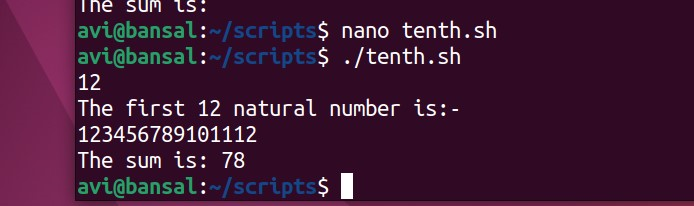 The sum is:
avi@bansal:~/scripts$ nano tenth.sh
avi@bansal:~/scripts$ ./tenth.sh
12
The first 12 natural number is:-
123456789101112
The sum is: 78
avi@bansal:~/scripts$